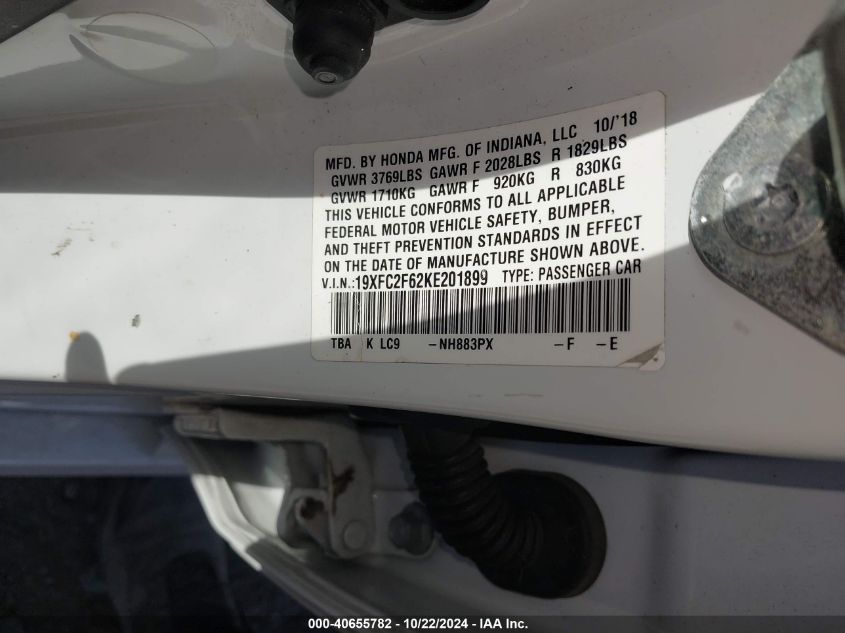 MFD. BY HONDA MFG. OF INDIANA, LLC 10/'18
GVWR 3769LBS GAWR F 2028LBS R 1829LBS
GVWR 1710KG GAWR F 920KG R 830KG
THIS VEHICLE CONFORMS TO ALL APPLICABLE
FEDERAL MOTOR VEHICLE SAFETY, BUMPER,
AND THEFT PREVENTION STANDARDS IN EFFECT
ON THE DATE OF MANUFACTURE SHOWN ABOVE.
V.I.N.:19XFC2F62KE201899 TYPE: PASSENGER CAR
TBA K LC9 -NH883PX -F -E
000-40655782 - 10/22/2024 - IAA Inc.